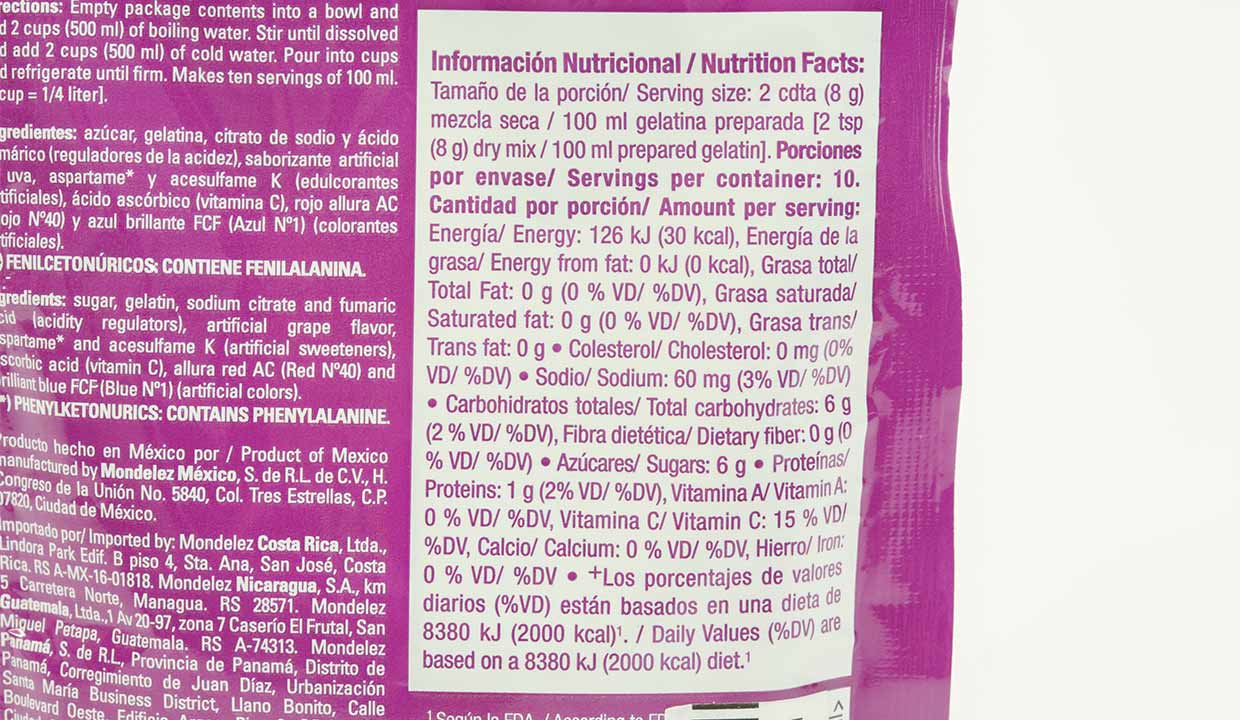 Empty package contents into a bowl and
2 cups (500 ml) of boiling water. Stir until dissolved
add 2 cups (500 ml) of cold water. Pour into cups
refrigerate until firm. Makes ten servings of 100 ml.
cup = 1/4 liter].
azúcar, gelatina, citrato de sodio y ácido
(reguladores de la acidez), saborizante artificial
uva, aspartame* y acesulfame K (edulcorantes
ácido ascórbico (vitamina C), rojo allura AC
Nº40) y azul brillante FCF (Azul Nº1) (colorantes
FENILCETONÚRICOS: CONTIENE FENILALANINA.
sugar, gelatin, sodium citrate and fumaric
(acidity regulators), artificial grape flavor,
and acesulfame K (artificial sweeteners),
acid (vitamin C), allura red AC (Red Nº40) and
blue FCF (Blue Nº1) (artificial colors).
*) PHENYLKETONURICS: CONTAINS PHENYLALANINE.
hecho en México por / Product of Mexico
by Mondelez México, S. de R.L. de C.V., H.
Congreso de la Unión No. 5840, Col. Tres Estrellas, C.P.
07820, Ciudad de México.
Importado por/ Imported by: Mondelez Costa Rica, Ltda.,
Lindora Park Edif. B piso 4, Sta. Ana, San José, Costa
Rica. RS A-MX-16-01818. Mondelez Nicaragua, S.A., km
5 Carretera Norte, Managua. RS 28571. Mondelez
Guatemala, Ltda.,1 Av 20-97, zona 7 Caserío El Frutal, San
Miguel Petapa, Guatemala. RS A-74313. Mondelez
Panamá, S. de R.L, Provincia de Panamá, Distrito de
Panamá, Corregimiento de Juan Díaz, Urbanización
Santa María Business District, Llano Bonito, Calle
Boulevard Oeste, Edificio
Información Nutricional / Nutrition Facts:
Tamaño de la porción/ Serving size: 2 cdta (8 g)
mezcla seca / 100 ml gelatina preparada [2 tsp
(8 g) dry mix / 100 ml prepared gelatin]. Porciones
por envase/ Servings per container: 10.
Cantidad por porción/ Amount per serving:
Energía/ Energy: 126 kJ (30 kcal), Energía de la
grasa/ Energy from fat: 0 kJ (0 kcal), Grasa total/
Total Fat: 0 g (0 % VD/ %DV), Grasa saturada/
Saturated fat: 0 g (0 % VD/ %DV), Grasa trans/
Trans fat: 0 g • Colesterol/ Cholesterol: 0 mg (0%
VD/ %DV) • Sodio/ Sodium: 60 mg (3% VD/ %DV)
• Carbohidratos totales/ Total carbohydrates: 6 g
(2 % VD/ %DV), Fibra dietética/ Dietary fiber: 0 g (0
% VD/ %DV) • Azúcares/ Sugars: 6 g • Proteínas/
Proteins: 1 g (2% VD/ %DV), Vitamina A/ Vitamin A:
0 % VD/ %DV, Vitamina C/ Vitamin C: 15 % VD/
%DV, Calcio/ Calcium: 0 % VD/ %DV, Hierro/ Iron:
0 % VD/ %DV • +Los porcentajes de valores
diarios (%VD) están basados en una dieta de
8380 kJ (2000 kcal)¹. / Daily Values (%DV) are
based on a 8380 kJ (2000 kcal) diet.¹
¹ Según la FDA. / According to